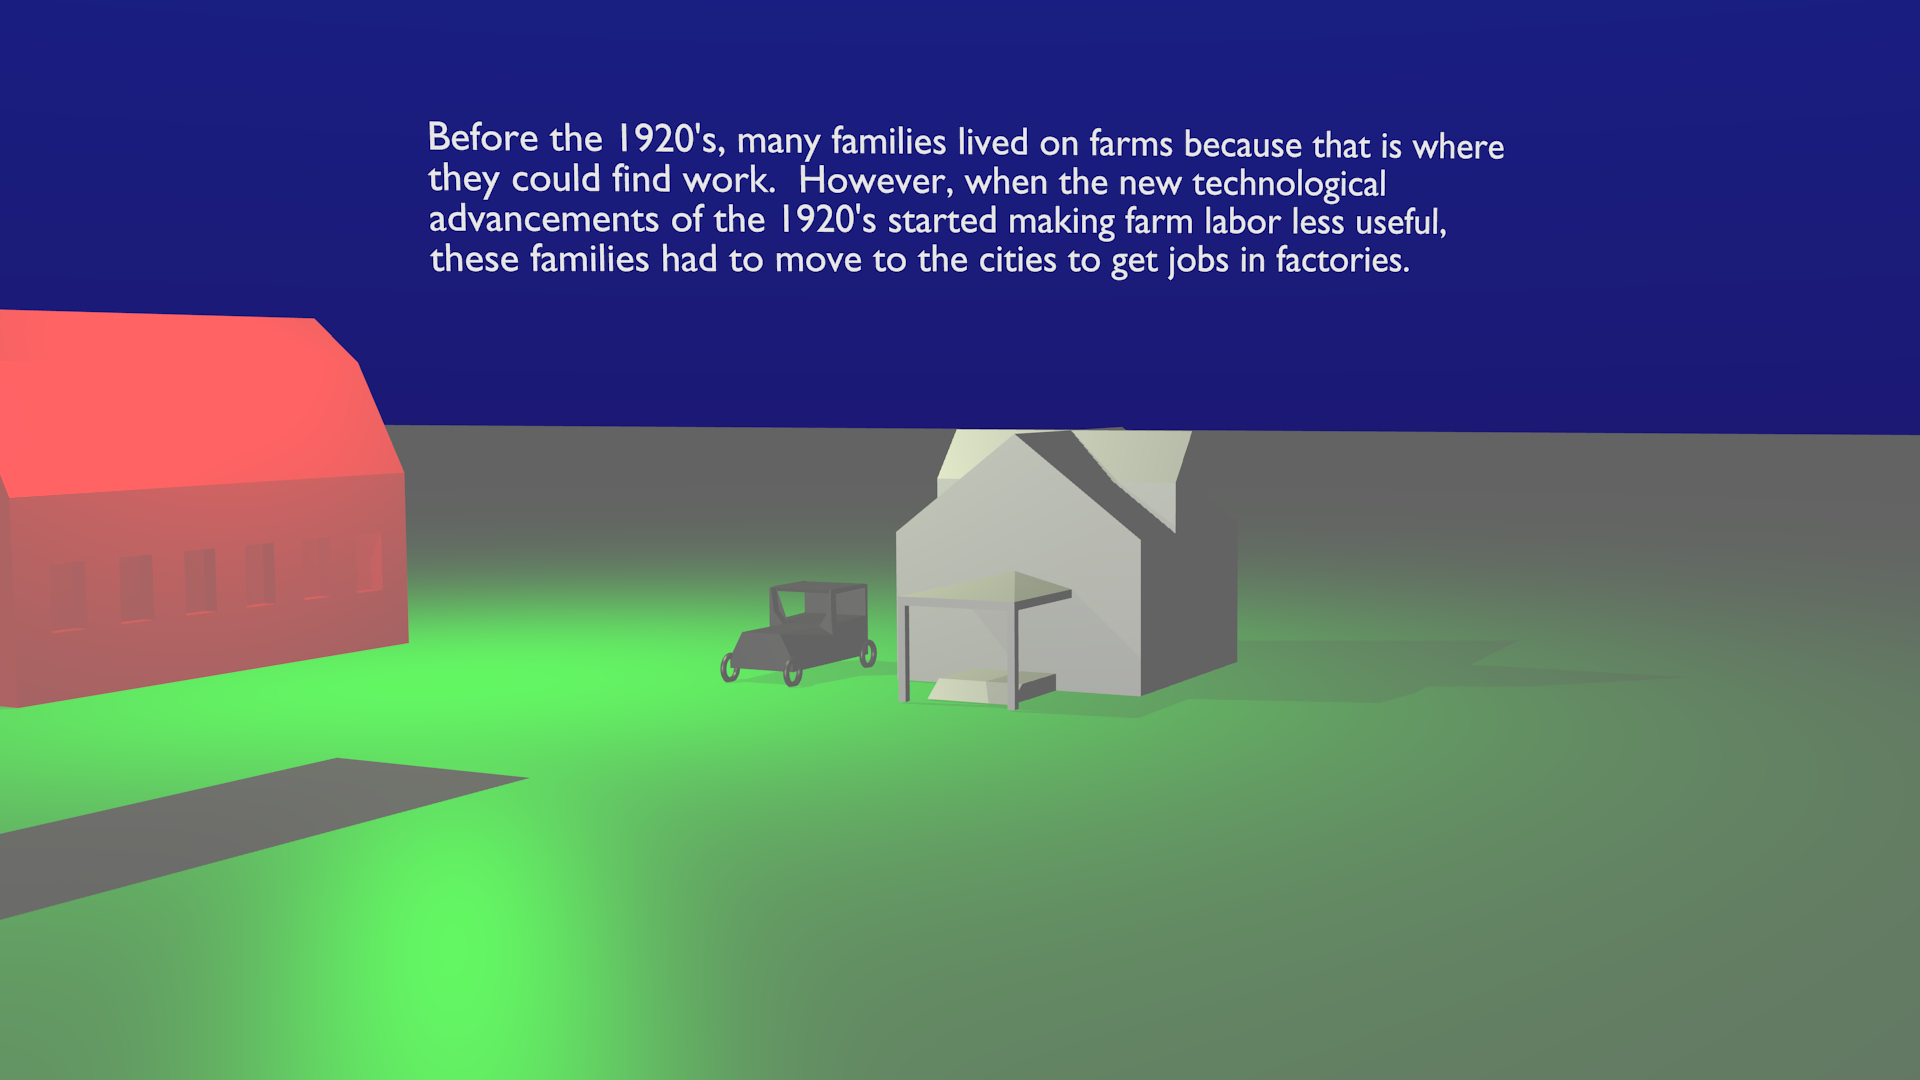 Before the 1920's, many families lived on farms because that is where
they could find work.  However, when the new technological
advancements of the 1920's started making farm labor less useful,
these families had to move to the cities to get jobs in factories.